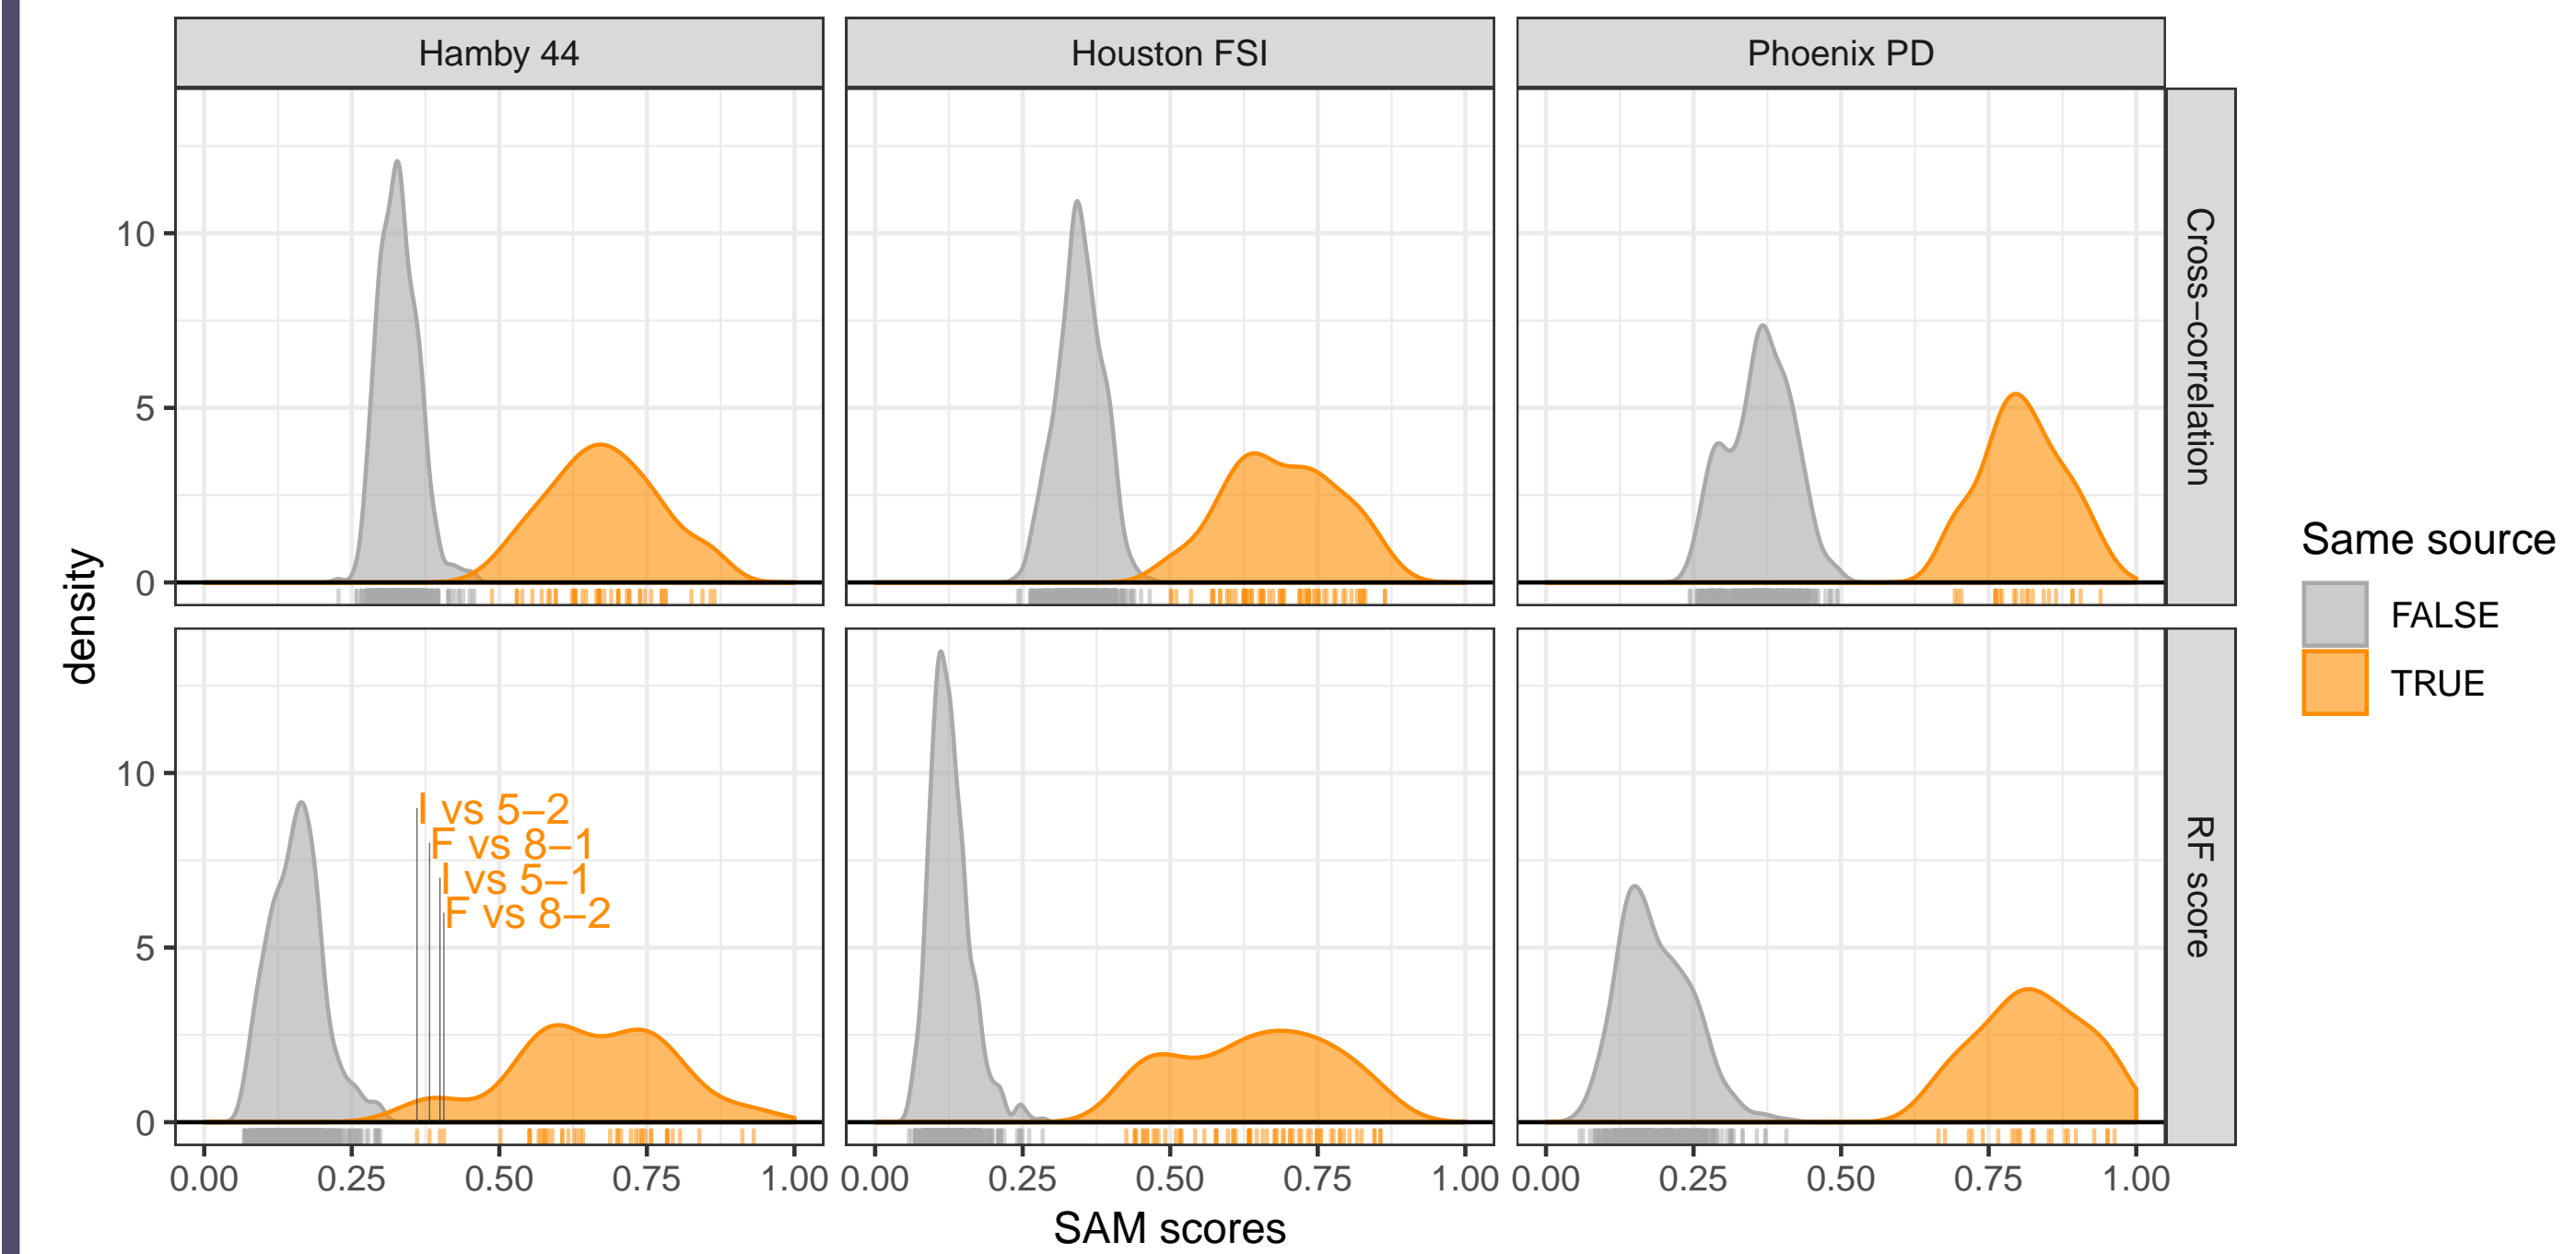 Hamby 44
Houston FSI
Phoenix PD
Cross−correlation
RF score
density
10
5
0
10
5
0
I vs 5−2
F vs 8−1
I vs 5−1
F vs 8−2
0.00 0.25 0.50 0.75 1.00
0.00 0.25 0.50 0.75 1.00
0.00 0.25 0.50 0.75 1.00
SAM scores
Same source
FALSE
TRUE